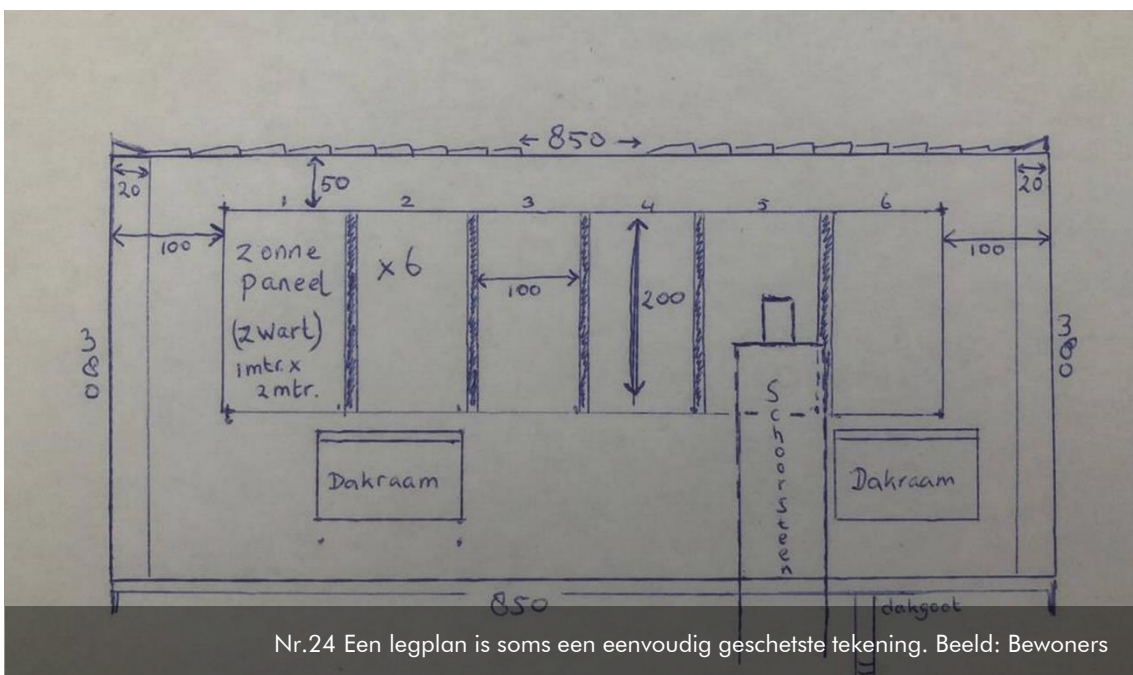 ← 850 →
20
50
20
1 2 3 4 5 6
100
100
Zonne
paneel
(zwart)
1mtr. x
2mtr.
x 6
100
200
380
380
Schoorsteen
Dakraam
Dakraam
850
dakgoot
Nr.24 Een legplan is soms een eenvoudig geschetste tekening. Beeld: Bewoners